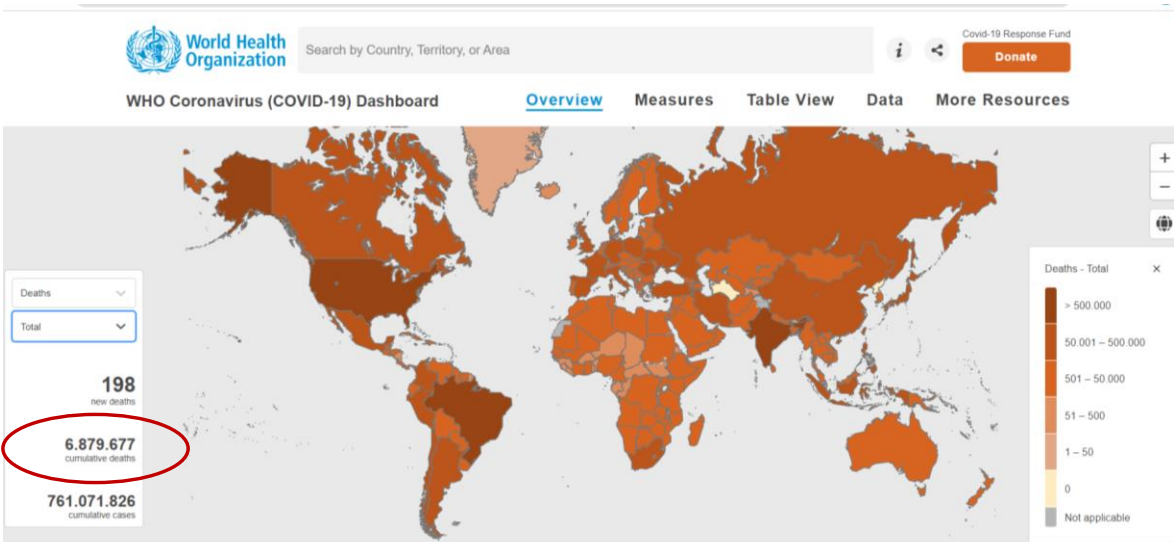 World Health
Organization
Search by Country, Territory, or Area
i
Covid-19 Response Fund
Donate
WHO Coronavirus (COVID-19) Dashboard
Overview
Measures
Table View
Data
More Resources
+
−
Deaths
Total
198
new deaths
6.879.677
cumulative deaths
761.071.826
cumulative cases
Deaths - Total
×
> 500.000
50.001 – 500.000
501 – 50.000
51 – 500
1 – 50
0
Not applicable